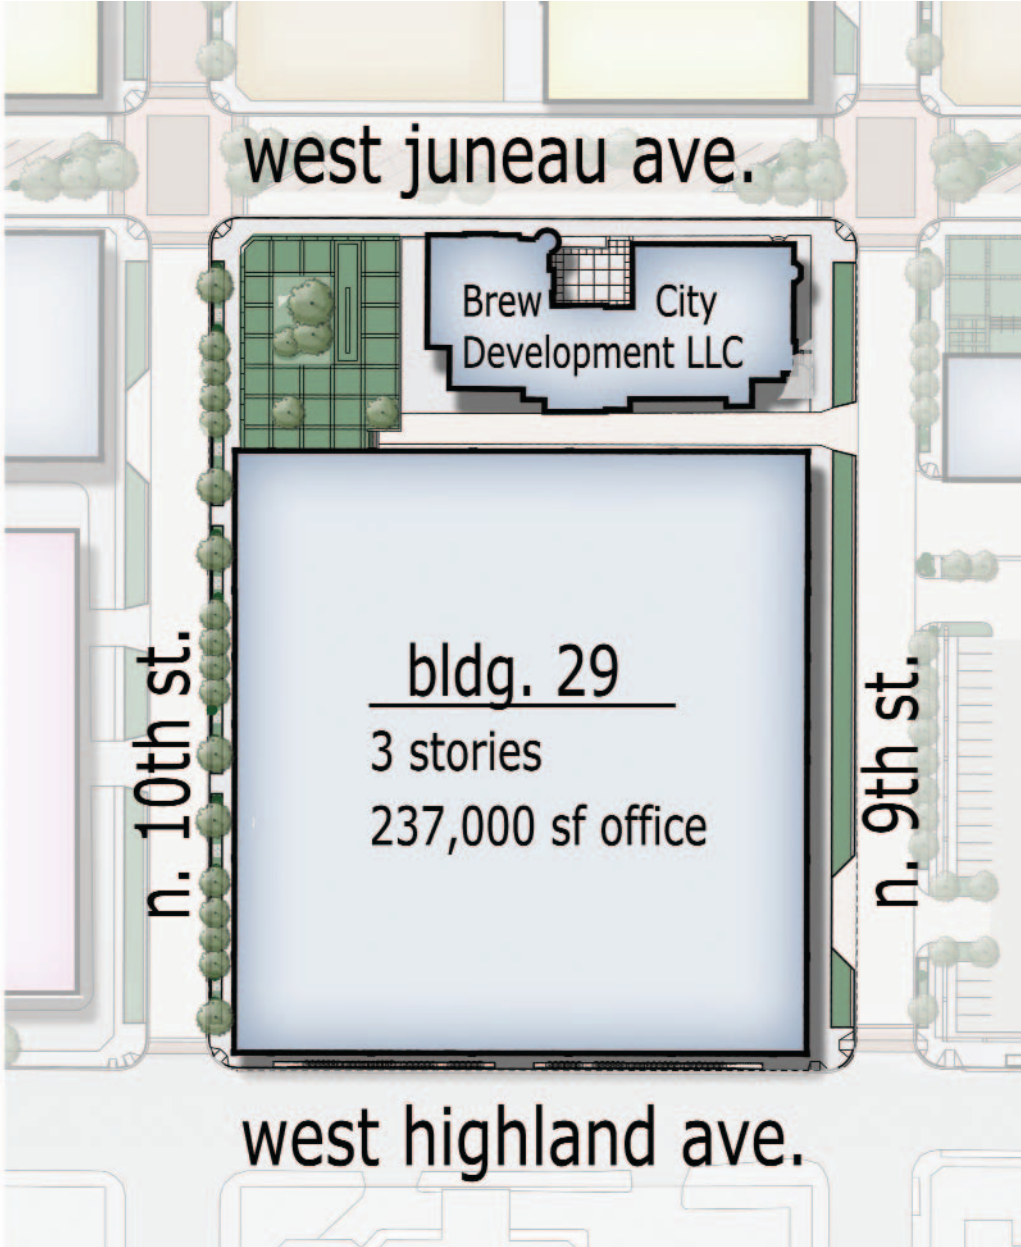 west juneau ave.
Brew City
Development LLC
bldg. 29
3 stories
237,000 sf office
n. 10th st.
n. 9th st.
west highland ave.